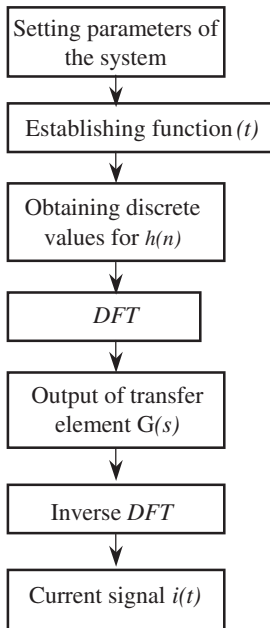 Setting parameters of
the system
Establishing function (t)
Obtaining discrete
values for h(n)
DFT
Output of transfer
element G(s)
Inverse DFT
Current signal i(t)